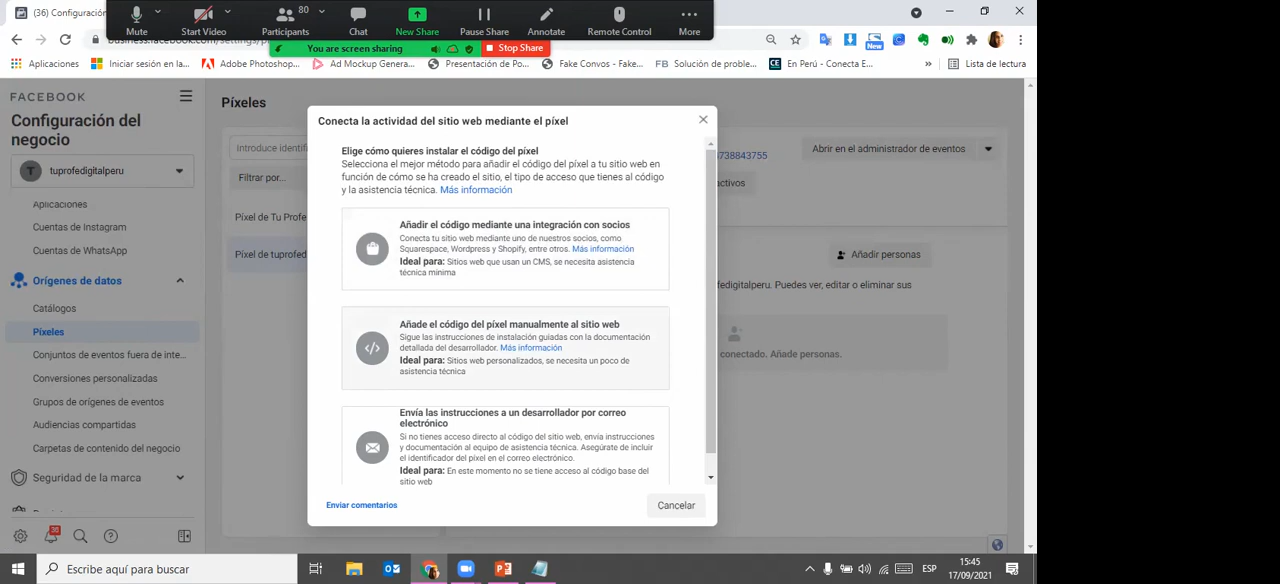 (36) Configuración
80
Mute
Start Video
Participants
Chat
New Share
Pause Share
Annotate
Remote Control
More
You are screen sharing
Stop Share
New
Aplicaciones
Iniciar sesión en la...
Adobe Photoshop...
Ad Mockup Genera...
Presentación de Po...
Fake Convos - Fake...
FB Solución de proble...
CE En Perú - Conecta E...
»
Lista de lectura
FACEBOOK
Configuración del
negocio
T tuprofedigitalperu
Aplicaciones
Cuentas de Instagram
Cuentas de WhatsApp
Orígenes de datos
Catálogos
Píxeles
Conjuntos de eventos fuera de inte...
Conversiones personalizadas
Grupos de orígenes de eventos
Audiencias compartidas
Carpetas de contenido del negocio
Seguridad de la marca
36
Píxeles
Introduce identifi
Filtrar por...
Píxel de Tu Profe
Píxel de tuprofed
738843755
Abrir en el administrador de eventos
activos
Añadir personas
edigitalperu. Puedes ver, editar o eliminar sus
conectado. Añade personas.
Conecta la actividad del sitio web mediante el píxel
Elige cómo quieres instalar el código del píxel
Selecciona el mejor método para añadir el código del píxel a tu sitio web en
función de cómo se ha creado el sitio, el tipo de acceso que tienes al código
y la asistencia técnica. Más información
Añadir el código mediante una integración con socios
Conecta tu sitio web mediante uno de nuestros socios, como
Squarespace, Wordpress y Shopify, entre otros. Más información
Ideal para: Sitios web que usan un CMS, se necesita asistencia
técnica mínima
Añade el código del píxel manualmente al sitio web
Sigue las instrucciones de instalación guiadas con la documentación
detallada del desarrollador. Más información
Ideal para: Sitios web personalizados, se necesita un poco de
asistencia técnica
Envía las instrucciones a un desarrollador por correo
electrónico
Si no tienes acceso directo al código del sitio web, envía instrucciones
y documentación al equipo de asistencia técnica. Asegúrate de incluir
el identificador del píxel en el correo electrónico.
Ideal para: En este momento no se tiene acceso al código base del
sitio web
Enviar comentarios
Cancelar
Escribe aquí para buscar
ESP
15:45
17/09/2021